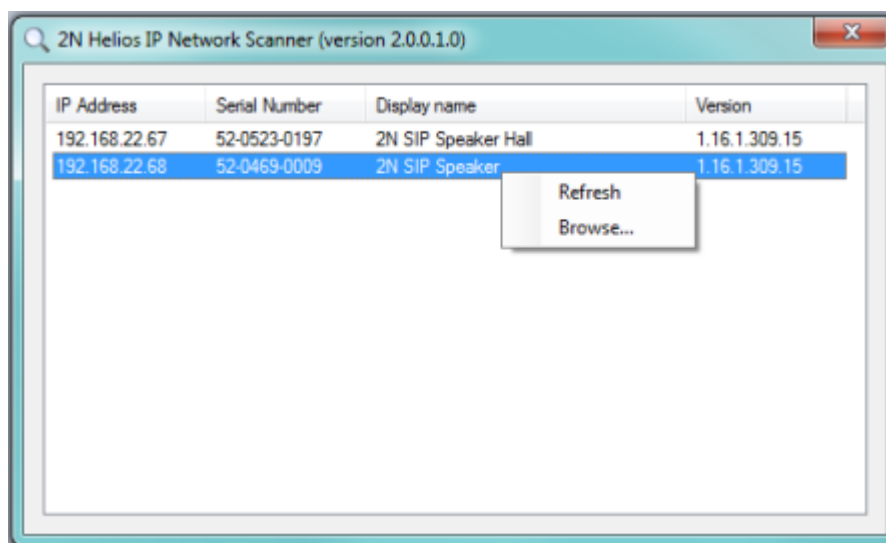 2N Helios IP Network Scanner (version 2.0.0.1.0)
IP Address Serial Number Display name Version
192.168.22.67 52-0523-0197 2N SIP Speaker Hall 1.16.1.309.15
192.168.22.68 52-0469-0009 2N SIP Speaker 1.16.1.309.15
Refresh
Browse...